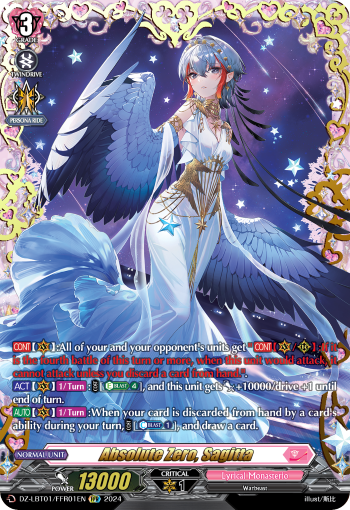 3
GRADE
TWINDRIVE
PERSONA RIDE
CONT【】:All of your and your opponent's units get "CONT【/】:If it
is the fourth battle of this turn or more, when this unit would attack, it
cannot attack unless you discard a card from hand.".
ACT【】1/Turn :[E-BLAST 4], and this unit gets +10000/drive +1 until
end of turn.
AUTO【】1/Turn :When your card is discarded from hand by a card's
ability during your turn, [C-BLAST 1], and draw a card.
NORMAL UNIT
Absolute Zero, Sagitta
POWER 13000 CRITICAL 1
Lyrical Monasterio
Warbeast
DZ-LBT01/FFR01EN FFR 2024 illust/斯比